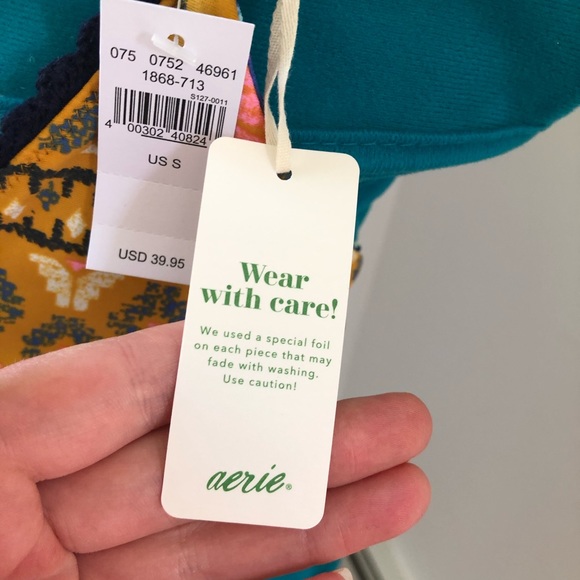 075 0752 46961
1868-713
S127-0011
4 00302 40824
US S
USD 39.95
Wear
with care!
We used a special foil
on each piece that may
fade with washing.
Use caution!
aerie®